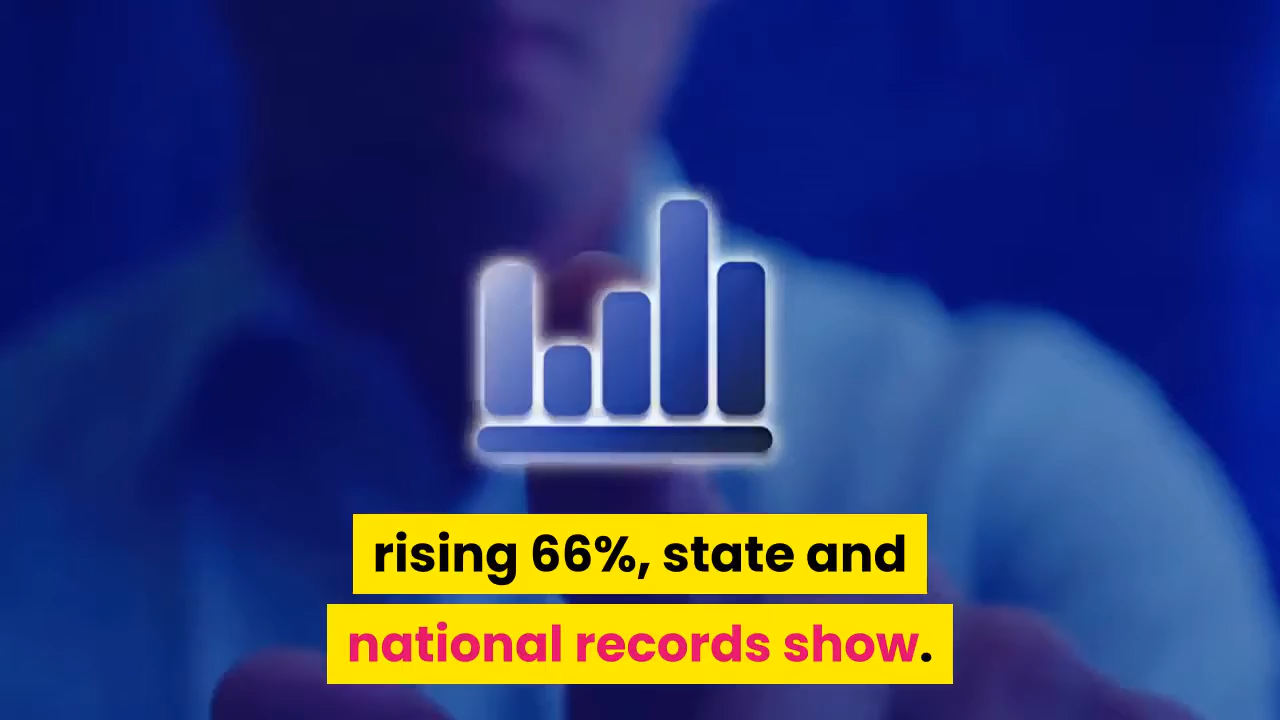 rising 66%, state and
national records show.